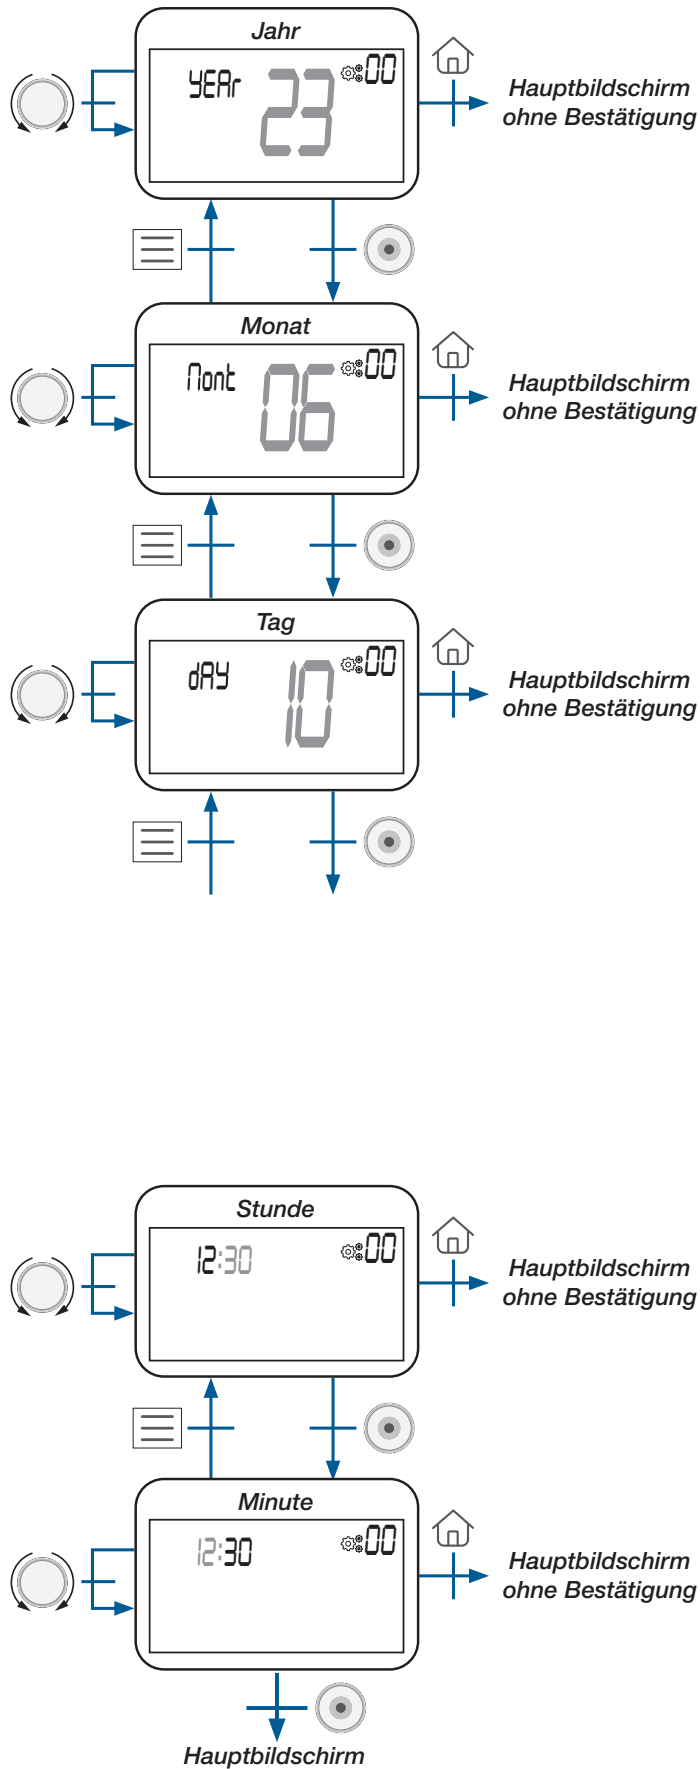 Jahr
YEAr 23 00
Hauptbildschirm
ohne Bestätigung
Monat
Mont 06 00
Hauptbildschirm
ohne Bestätigung
Tag
dAY 10 00
Hauptbildschirm
ohne Bestätigung
Stunde
12:30 00
Hauptbildschirm
ohne Bestätigung
Minute
12:30 00
Hauptbildschirm
ohne Bestätigung
Hauptbildschirm